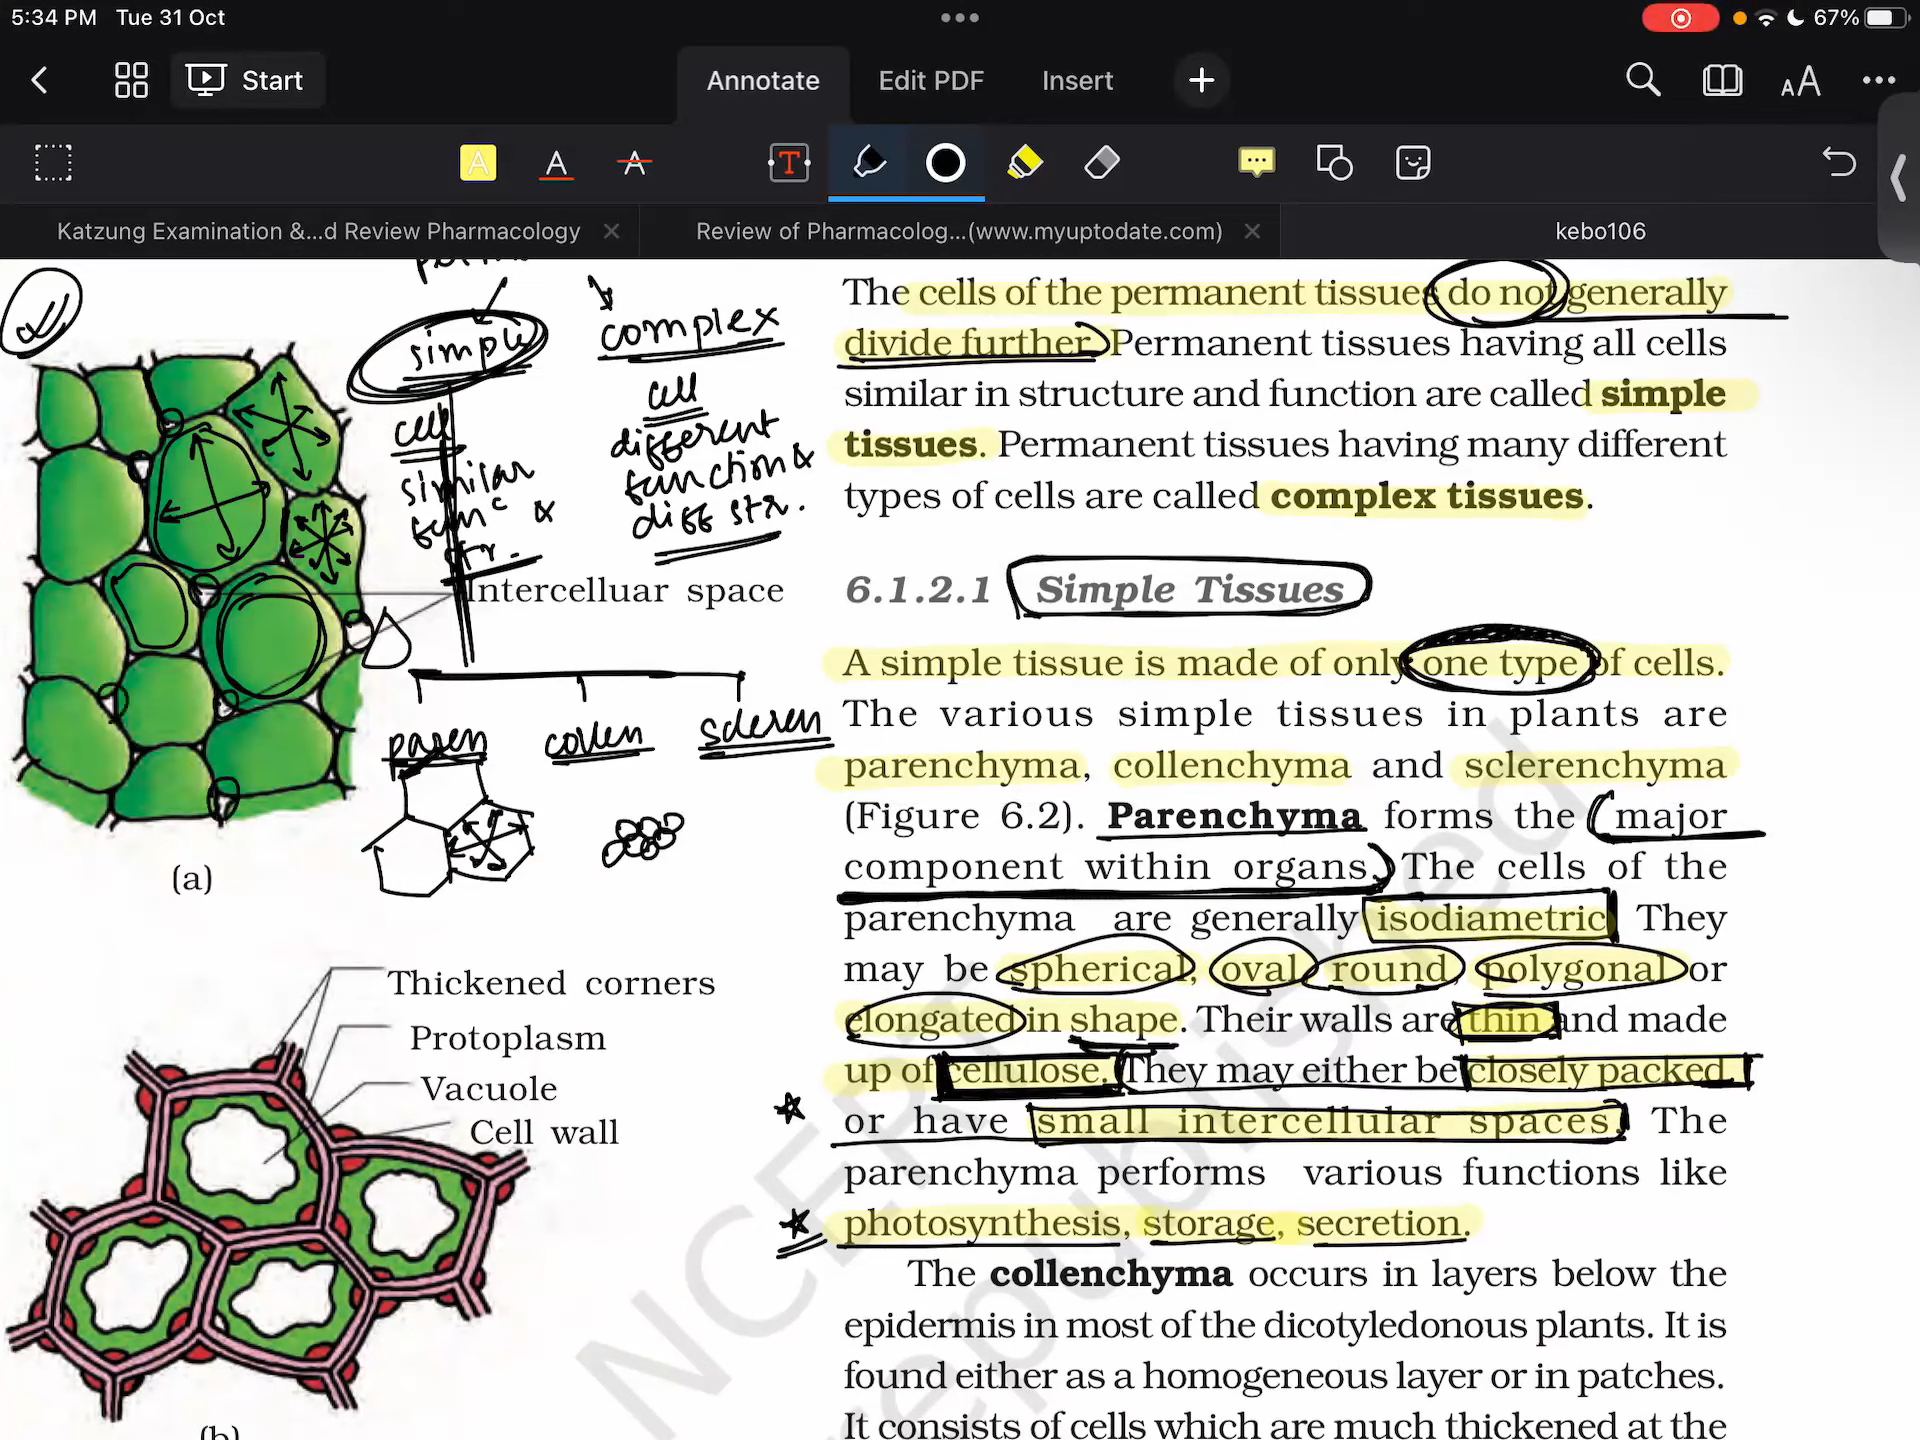 5:34 PM Tue 31 Oct
67%
Start
Annotate
Edit PDF
Insert
Katzung Examination &...d Review Pharmacology
Review of Pharmacolog...(www.myuptodate.com)
kebo106
simple
complex
cell
similar
func &
str.
cell
different
function &
diff str.
Intercelluar space
paren
collen
scleren
(a)
Thickened corners
Protoplasm
Vacuole
Cell wall
(b)
The cells of the permanent tissues do not generally
divide further. Permanent tissues having all cells
similar in structure and function are called simple
tissues. Permanent tissues having many different
types of cells are called complex tissues.
6.1.2.1 Simple Tissues
A simple tissue is made of only one type of cells.
The various simple tissues in plants are
parenchyma, collenchyma and sclerenchyma
(Figure 6.2). Parenchyma forms the major
component within organs. The cells of the
parenchyma are generally isodiametric. They
may be spherical, oval, round, polygonal or
elongated in shape. Their walls are thin and made
up of cellulose. They may either be closely packed
or have small intercellular spaces. The
parenchyma performs various functions like
photosynthesis, storage, secretion.
The collenchyma occurs in layers below the
epidermis in most of the dicotyledonous plants. It is
found either as a homogeneous layer or in patches.
It consists of cells which are much thickened at the